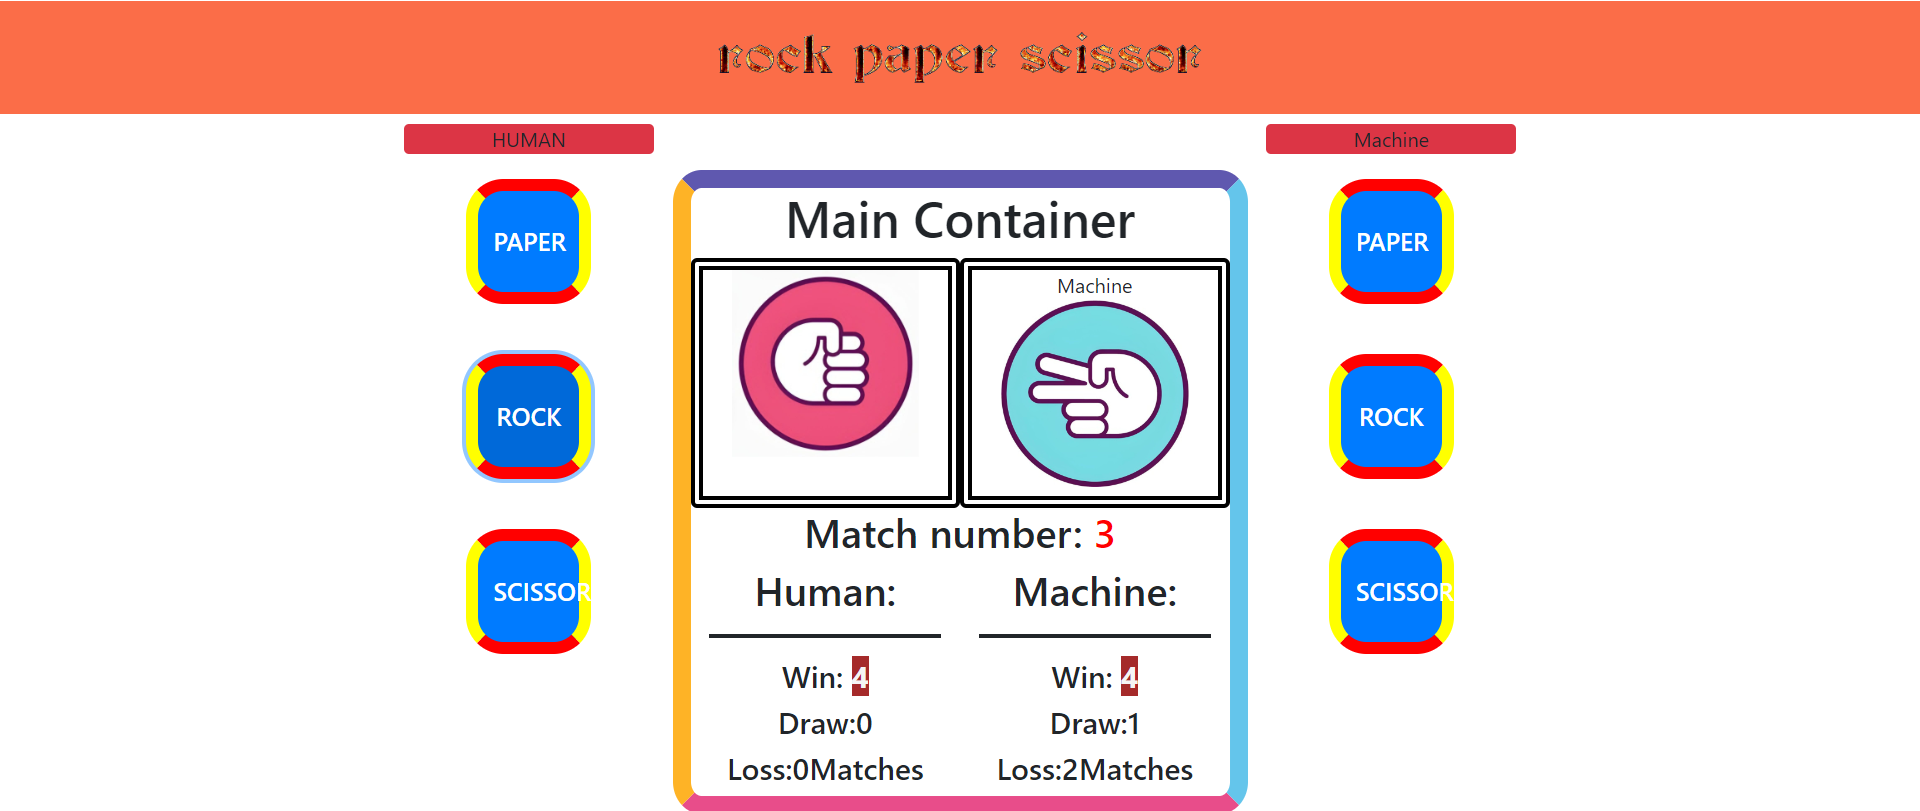 rock paper scissor
HUMAN
Machine
PAPER
ROCK
SCISSOR
Main Container
Machine
Match number: 3
Human:
Win: 4
Draw:0
Loss:0Matches
Machine:
Win: 4
Draw:1
Loss:2Matches
PAPER
ROCK
SCISSOR